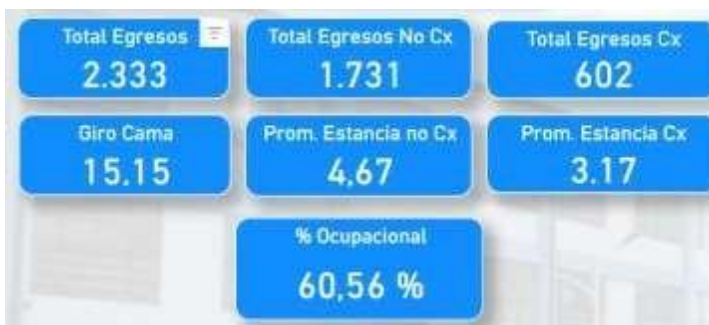 Total Egresos
2.333
Total Egresos No Cx
1.731
Total Egresos Cx
602
Giro Cama
15,15
Prom. Estancia no Cx
4,67
Prom. Estancia Cx
3.17
% Ocupacional
60,56 %